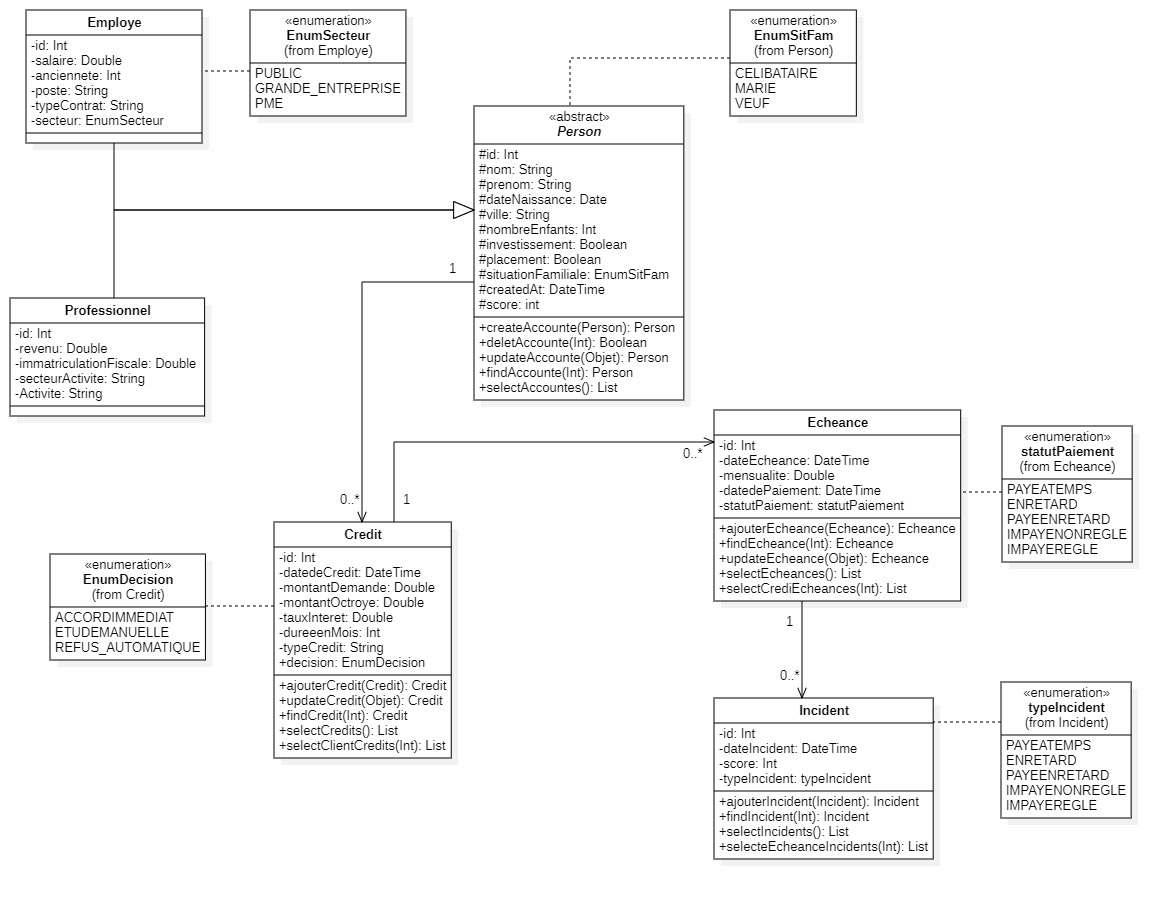 Employe
-id: Int
-salaire: Double
-anciennete: Int
-poste: String
-typeContrat: String
-secteur: EnumSecteur
«enumeration»
EnumSecteur
(from Employe)
PUBLIC
GRANDE_ENTREPRISE
PME
«enumeration»
EnumSitFam
(from Person)
CELIBATAIRE
MARIE
VEUF
«abstract»
Person
#id: Int
#nom: String
#prenom: String
#dateNaissance: Date
#ville: String
#nombreEnfants: Int
#investissement: Boolean
#placement: Boolean
#situationFamiliale: EnumSitFam
#createdAt: DateTime
#score: int
+createAccounte(Person): Person
+deletAccounte(Int): Boolean
+updateAccounte(Objet): Person
+findAccounte(Int): Person
+selectAccountes(): List
1
0..*
Professionnel
-id: Int
-revenu: Double
-immatriculationFiscale: Double
-secteurActivite: String
-Activite: String
Echeance
-id: Int
-dateEcheance: DateTime
-mensualite: Double
-datedePaiement: DateTime
-statutPaiement: statutPaiement
+ajouterEcheance(Echeance): Echeance
+findEcheance(Int): Echeance
+updateEcheance(Objet): Echeance
+selectEcheances(): List
+selectCrediEcheances(Int): List
«enumeration»
statutPaiement
(from Echeance)
PAYEATEMPS
ENRETARD
PAYEENRETARD
IMPAYENONREGLE
IMPAYEREGLE
0..*
1
Credit
-id: Int
-datedeCredit: DateTime
-montantDemande: Double
-montantOctroye: Double
-tauxInteret: Double
-dureeenMois: Int
-typeCredit: String
+decision: EnumDecision
+ajouterCredit(Credit): Credit
+updateCredit(Objet): Credit
+findCredit(Int): Credit
+selectCredits(): List
+selectClientCredits(Int): List
«enumeration»
EnumDecision
(from Credit)
ACCORDIMMEDIAT
ETUDEMANUELLE
REFUS_AUTOMATIQUE
1
0..*
Incident
-id: Int
-dateIncident: DateTime
-score: Int
-typeIncident: typeIncident
+ajouterIncident(Incident): Incident
+findIncident(Int): Incident
+selectIncidents(): List
+selecteEcheanceIncidents(Int): List
«enumeration»
typeIncident
(from Incident)
PAYEATEMPS
ENRETARD
PAYEENRETARD
IMPAYENONREGLE
IMPAYEREGLE